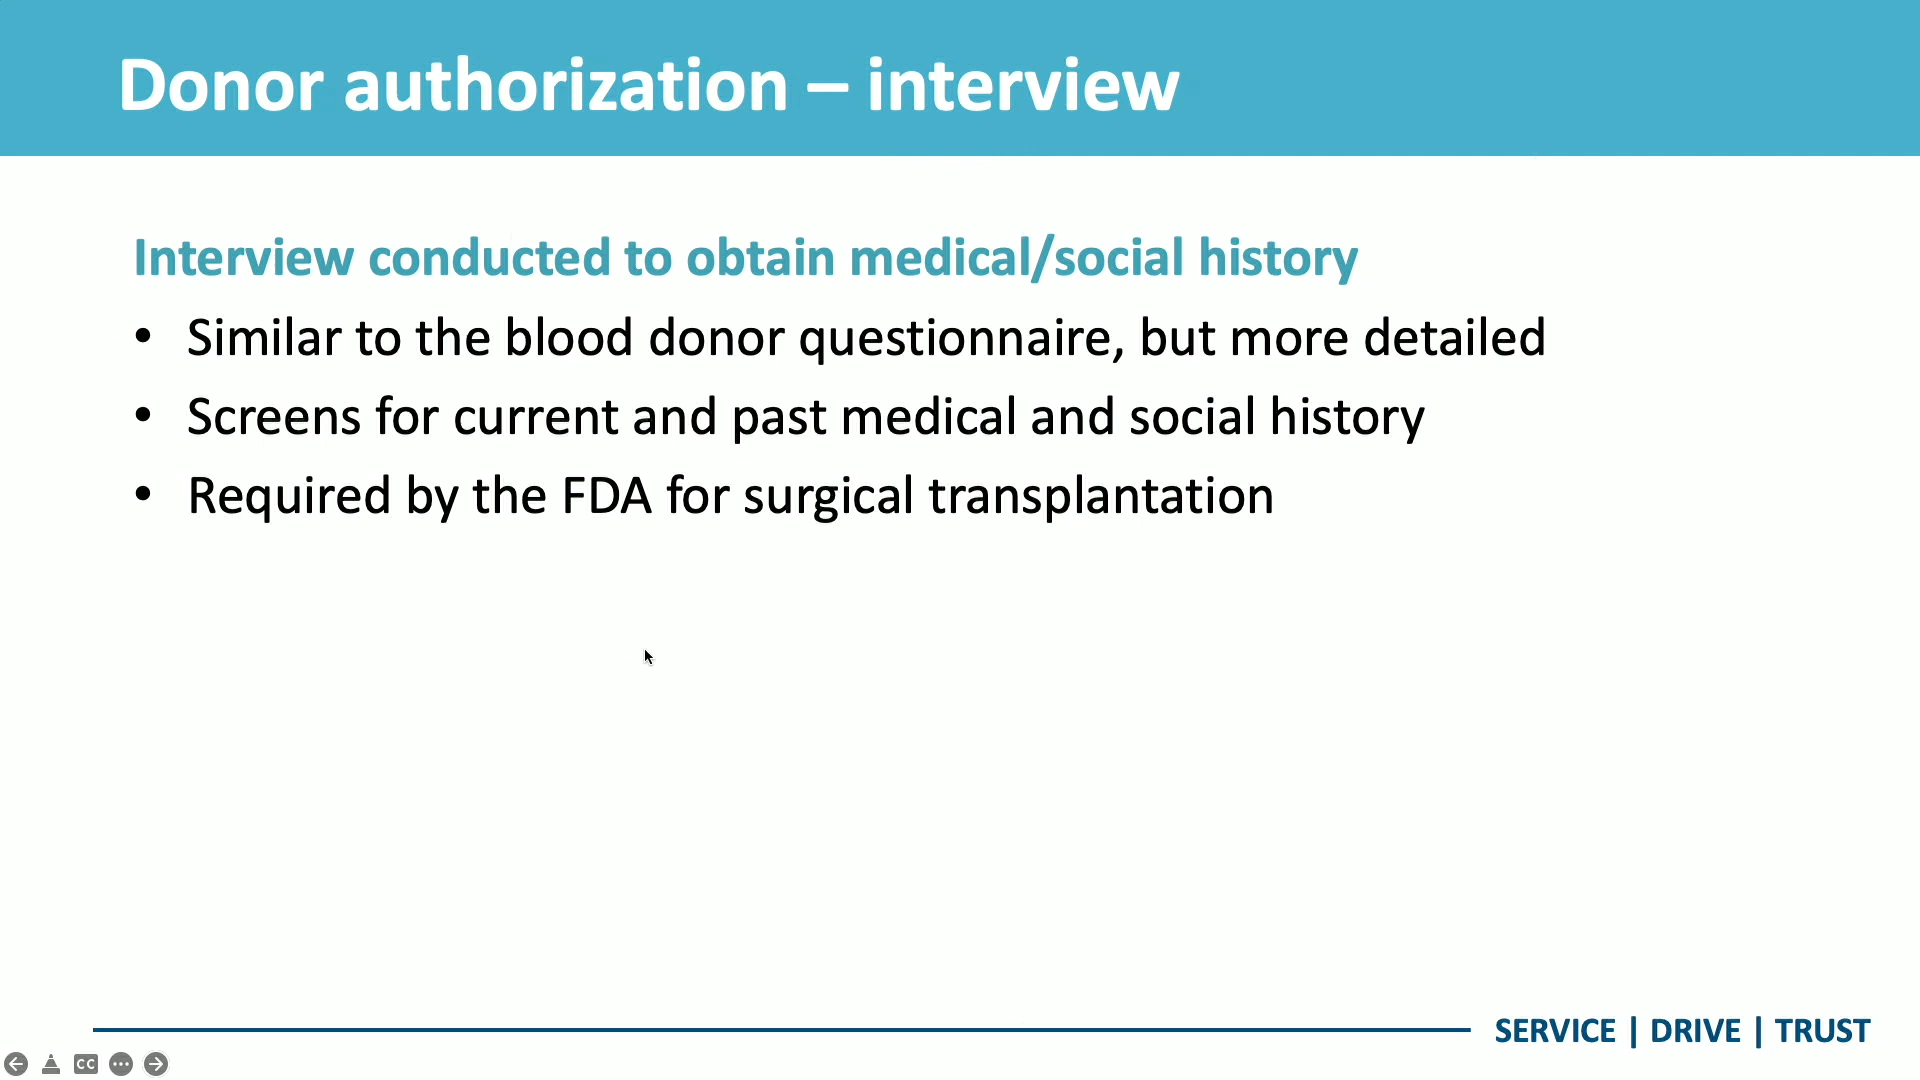 Donor authorization – interview
Interview conducted to obtain medical/social history
• Similar to the blood donor questionnaire, but more detailed
• Screens for current and past medical and social history
• Required by the FDA for surgical transplantation
SERVICE | DRIVE | TRUST
CC